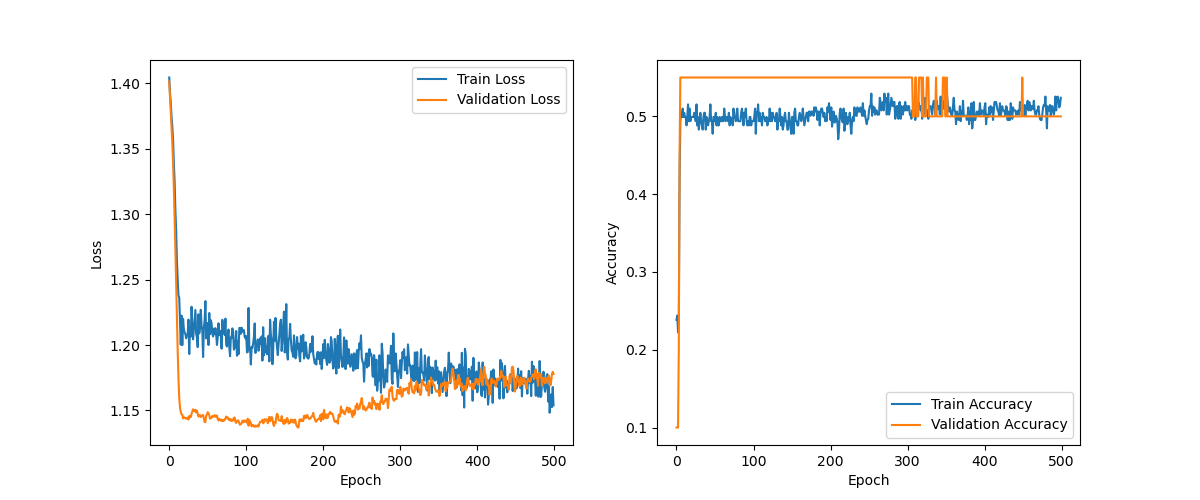 1.40
1.35
1.30
1.25
1.20
1.15
Loss
0
100
200
300
400
500
Epoch
Train Loss
Validation Loss
0.5
0.4
0.3
0.2
0.1
Accuracy
0
100
200
300
400
500
Epoch
Train Accuracy
Validation Accuracy